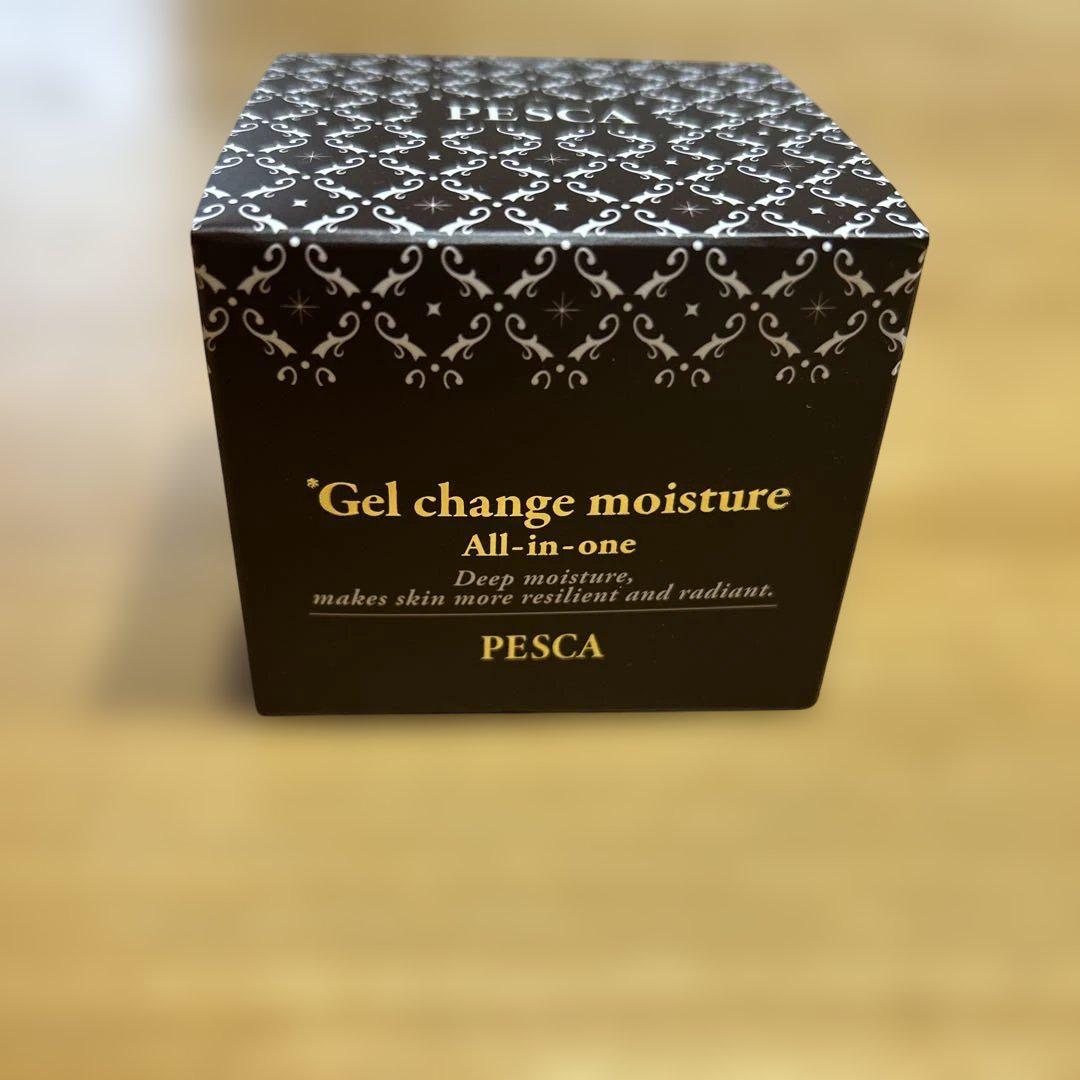 PESCA
*Gel change moisture
All-in-one
Deep moisture,
makes skin more resilient and radiant.
PESCA